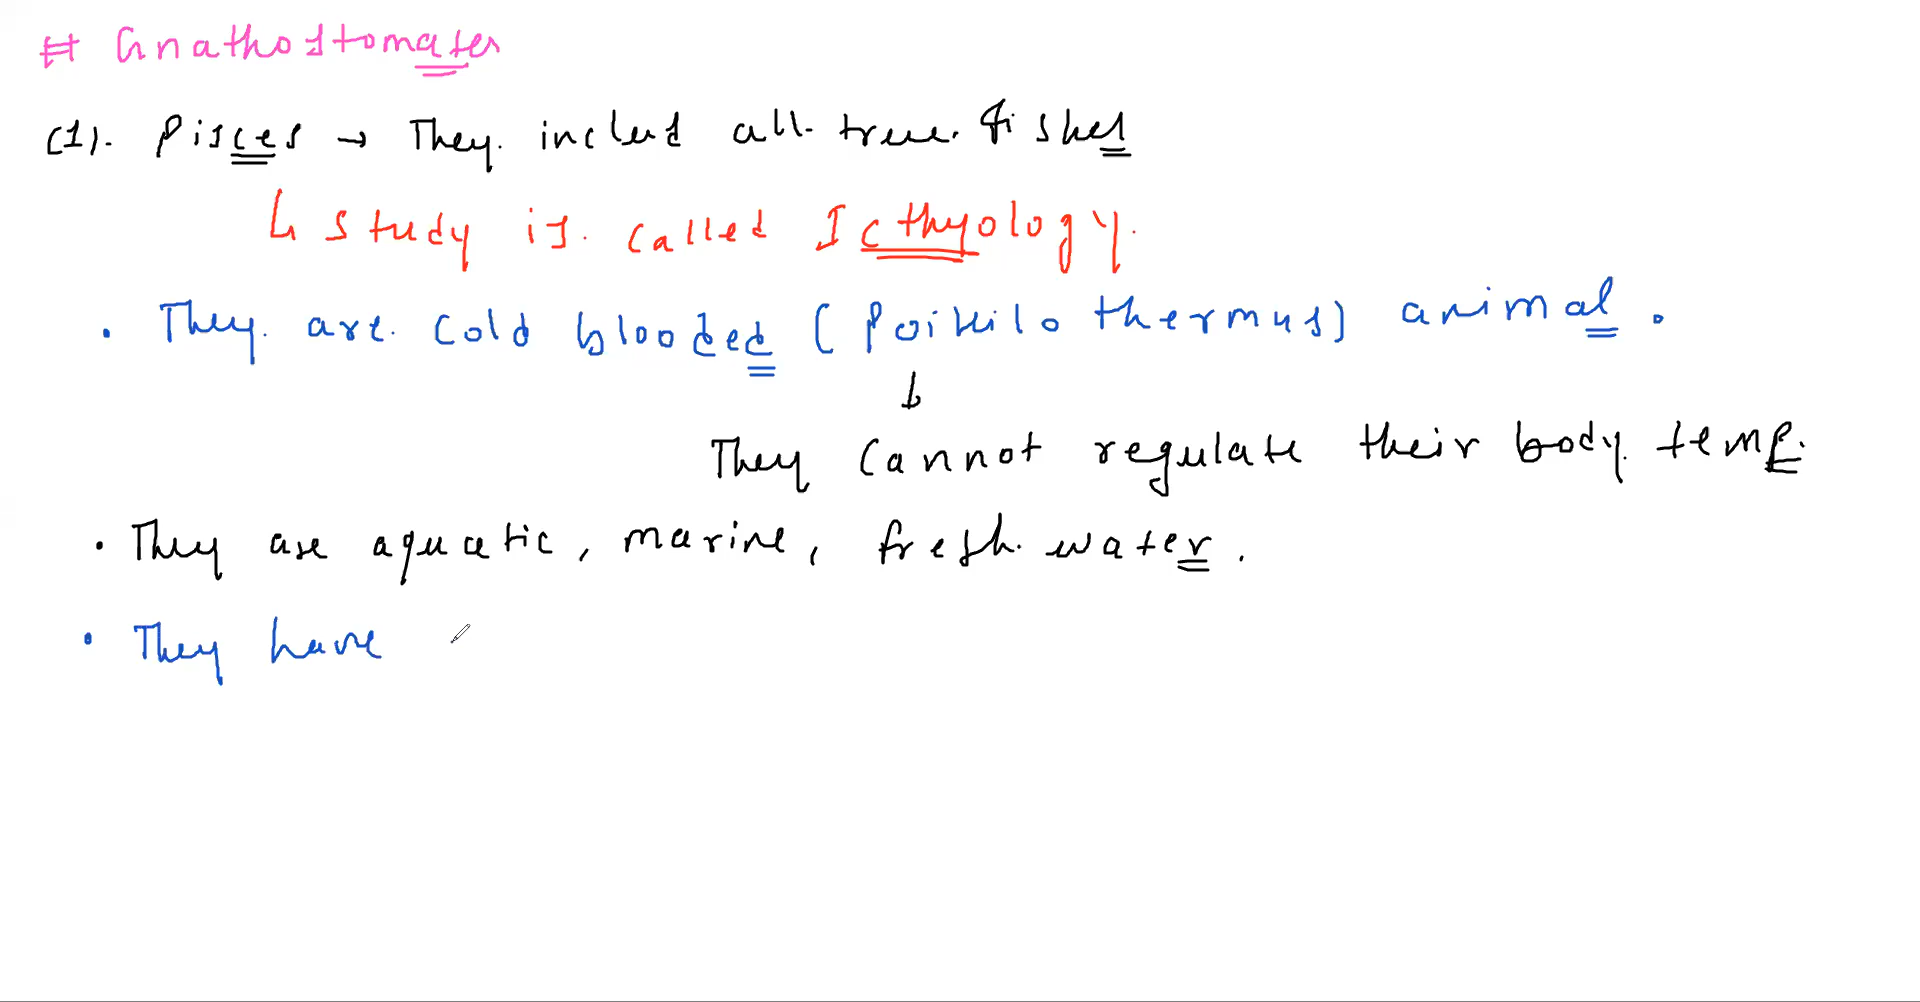 # Gnathostomates
(1). Pisces → They. includ all. true. fishes
↳ study is. called Icthyology.
• They. are. cold blooded (Poikilo thermus) animal.
↓
They cannot regulate their body. temp.
• They are aquatic, marine, fresh. water.
• They have